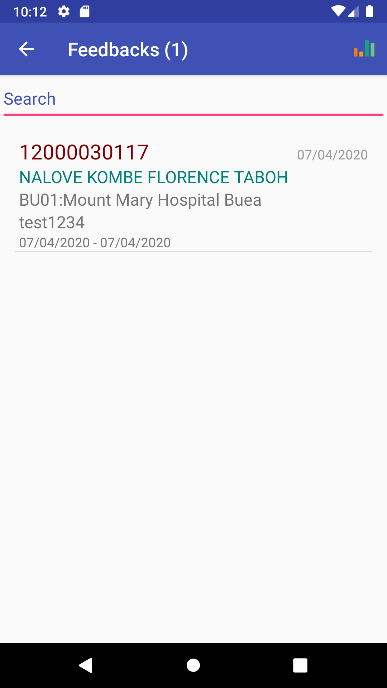 10:12
Feedbacks (1)
Search
12000030117
07/04/2020
NALOVE KOMBE FLORENCE TABOH
BU01:Mount Mary Hospital Buea
test1234
07/04/2020 - 07/04/2020